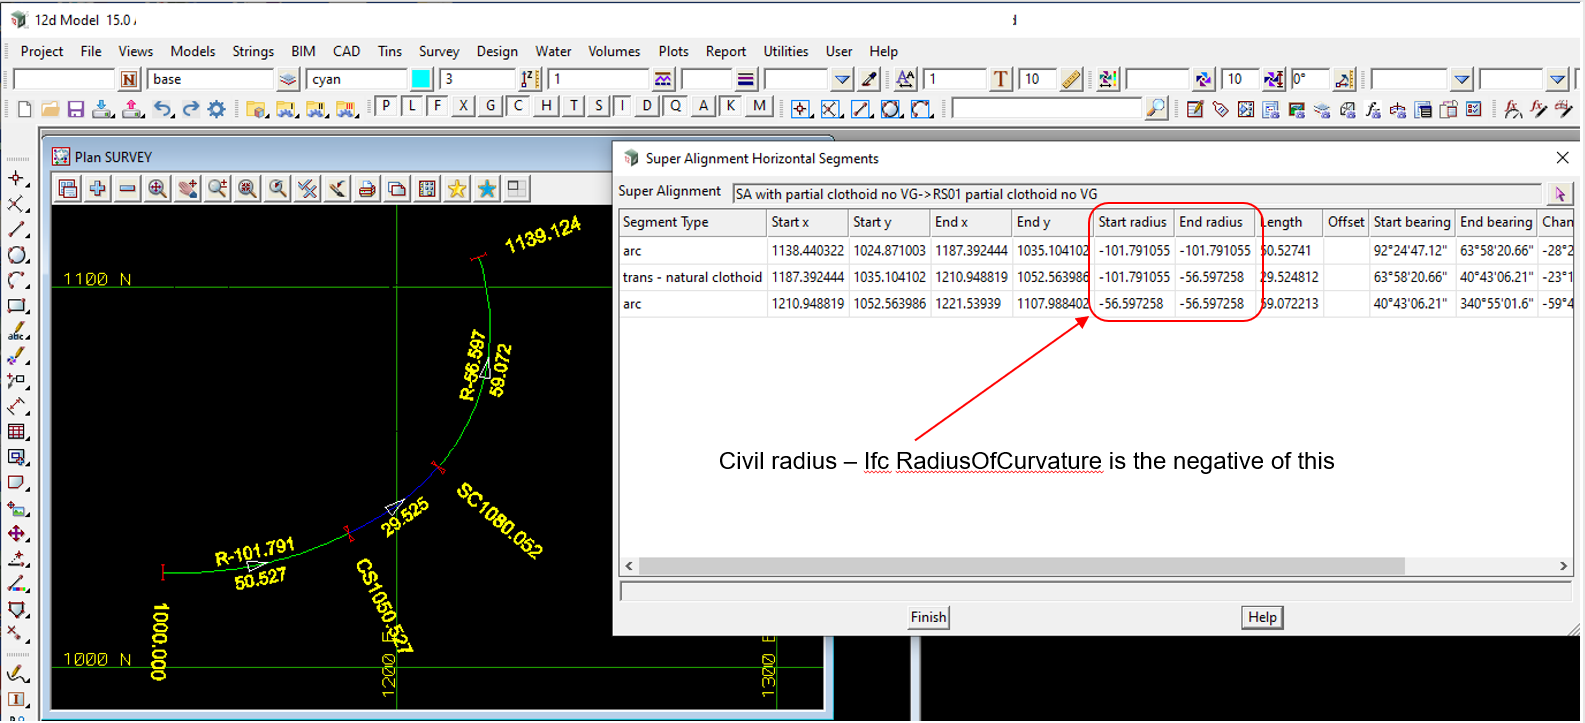 12d Model 15.0
Project File Views Models Strings BIM CAD Tins Survey Design Water Volumes Plots Report Utilities User Help
N base cyan 3 1 1 T 10 10 0°
P L F X G C H T S I D Q A K M
Plan SURVEY
1139.124
1100 N
R-56.597
59.072
SC1080.052
29.525
R-101.791
50.527
CS1050.527
1000.000
1000 N
1200 E
1300 E
Super Alignment Horizontal Segments
Super Alignment SA with partial clothoid no VG->RS01 partial clothoid no VG
Segment Type Start x Start y End x End y Start radius End radius Length Offset Start bearing End bearing Chan
arc 1138.440322 1024.871003 1187.392444 1035.104102 -101.791055 -101.791055 50.52741 92°24'47.12" 63°58'20.66" -28°2
trans - natural clothoid 1187.392444 1035.104102 1210.948819 1052.563986 -101.791055 -56.597258 29.524812 63°58'20.66" 40°43'06.21" -23°1
arc 1210.948819 1052.563986 1221.53939 1107.988402 -56.597258 -56.597258 59.072213 40°43'06.21" 340°55'01.6" -59°4
Civil radius – Ifc RadiusOfCurvature is the negative of this
Finish Help